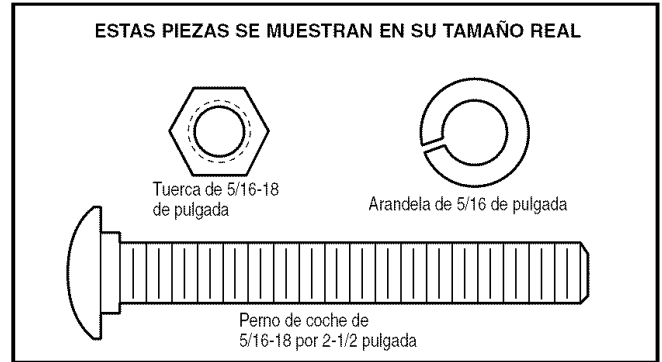 ESTAS PIEZAS SE MUESTRAN EN SU TAMAÑO REAL
Tuerca de 5/16-18
de pulgada
Arandela de 5/16 de pulgada
Perno de coche de
5/16-18 por 2-1/2 pulgada